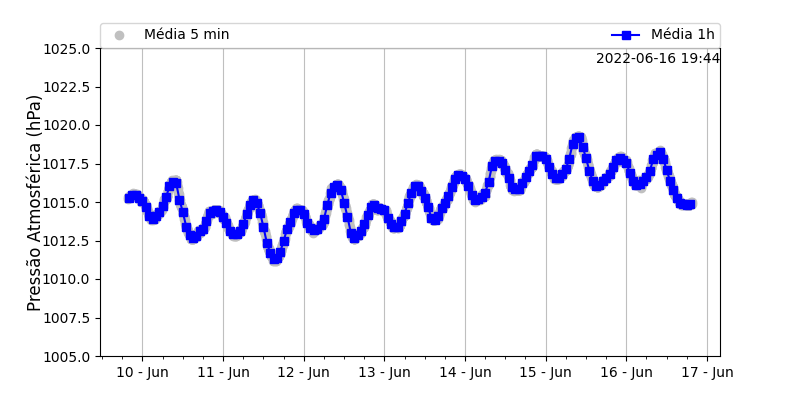 Média 5 min
Média 1h
2022-06-16 19:44
Pressão Atmosférica (hPa)
1025.0
1022.5
1020.0
1017.5
1015.0
1012.5
1010.0
1007.5
1005.0
10 - Jun
11 - Jun
12 - Jun
13 - Jun
14 - Jun
15 - Jun
16 - Jun
17 - Jun